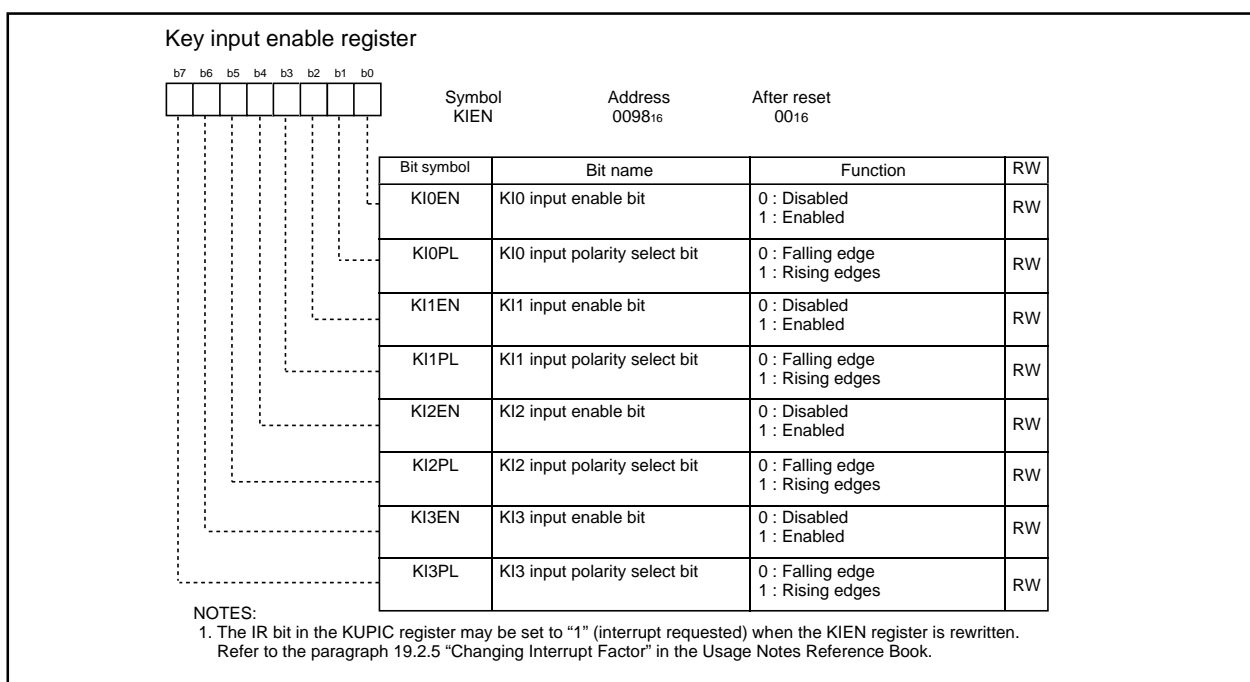 Key input enable register
b7 b6 b5 b4 b3 b2 b1 b0
Symbol Address After reset
KIEN 009816 0016
Bit symbol Bit name Function RW
KI0EN KI0 input enable bit 0 : Disabled
1 : Enabled RW
KI0PL KI0 input polarity select bit 0 : Falling edge
1 : Rising edges RW
KI1EN KI1 input enable bit 0 : Disabled
1 : Enabled RW
KI1PL KI1 input polarity select bit 0 : Falling edge
1 : Rising edges RW
KI2EN KI2 input enable bit 0 : Disabled
1 : Enabled RW
KI2PL KI2 input polarity select bit 0 : Falling edge
1 : Rising edges RW
KI3EN KI3 input enable bit 0 : Disabled
1 : Enabled RW
KI3PL KI3 input polarity select bit 0 : Falling edge
1 : Rising edges RW
NOTES:
1. The IR bit in the KUPIC register may be set to “1” (interrupt requested) when the KIEN register is rewritten.
Refer to the paragraph 19.2.5 “Changing Interrupt Factor” in the Usage Notes Reference Book.